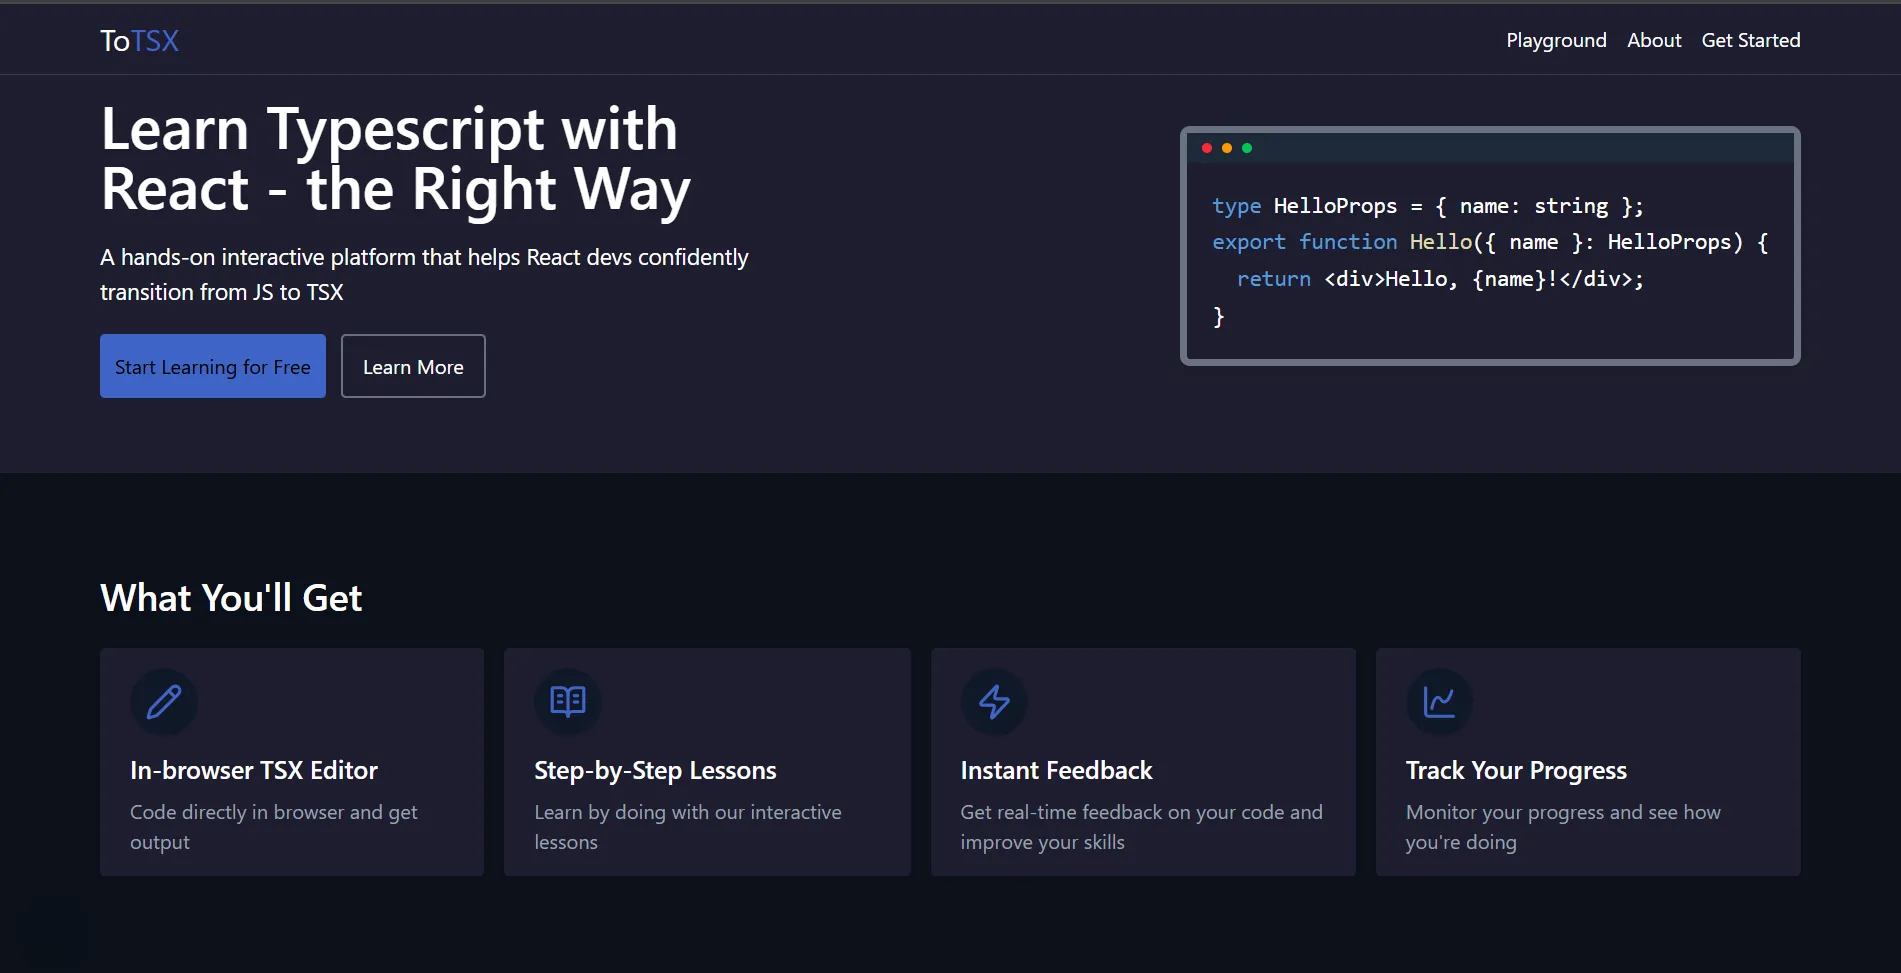 ToTSX
Playground About Get Started
Learn Typescript with
React - the Right Way
A hands-on interactive platform that helps React devs confidently
transition from JS to TSX
Start Learning for Free
Learn More
type HelloProps = { name: string };
export function Hello({ name }: HelloProps) {
  return <div>Hello, {name}!</div>;
}
What You'll Get
In-browser TSX Editor
Code directly in browser and get
output
Step-by-Step Lessons
Learn by doing with our interactive
lessons
Instant Feedback
Get real-time feedback on your code and
improve your skills
Track Your Progress
Monitor your progress and see how
you're doing